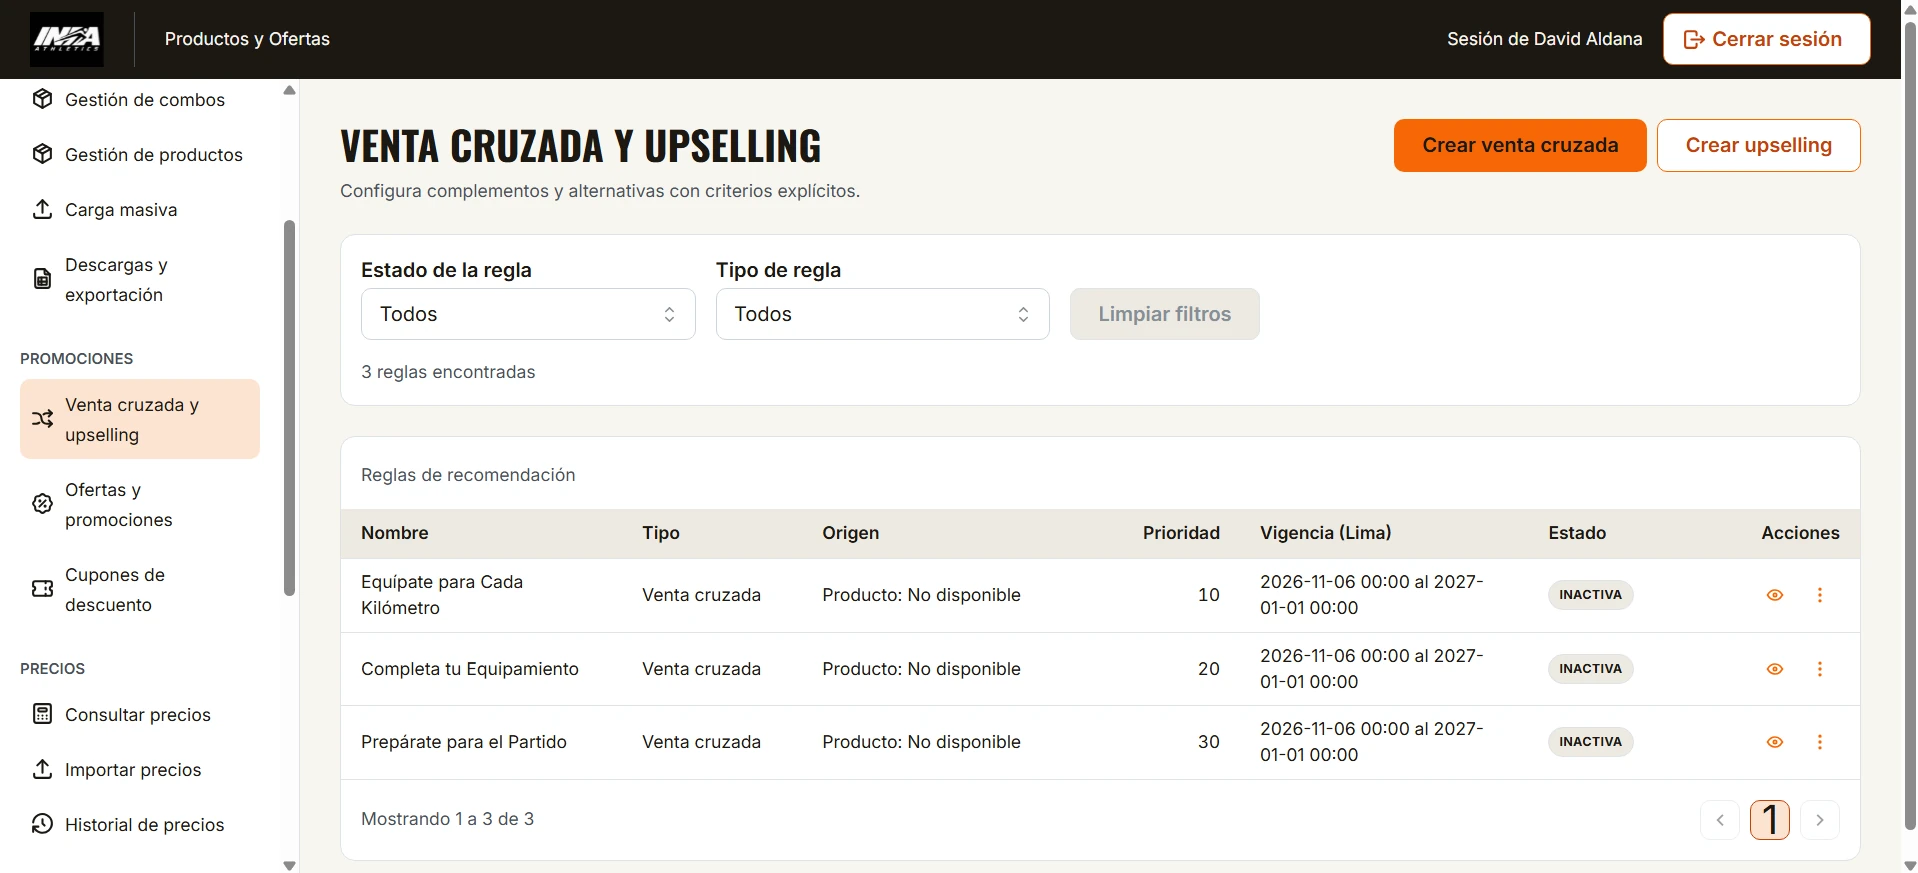 INKA
ATHLETICS
Productos y Ofertas
Sesión de David Aldana
Cerrar sesión
Gestión de combos
Gestión de productos
Carga masiva
Descargas y
exportación
PROMOCIONES
Venta cruzada y
upselling
Ofertas y
promociones
Cupones de
descuento
PRECIOS
Consultar precios
Importar precios
Historial de precios
VENTA CRUZADA Y UPSELLING
Configura complementos y alternativas con criterios explícitos.
Crear venta cruzada
Crear upselling
Estado de la regla
Todos
Tipo de regla
Todos
Limpiar filtros
3 reglas encontradas
Reglas de recomendación
Nombre Tipo Origen Prioridad Vigencia (Lima) Estado Acciones
Equípate para Cada
Kilómetro
Venta cruzada
Producto: No disponible
10
2026-11-06 00:00 al 2027-
01-01 00:00
INACTIVA
Completa tu Equipamiento
Venta cruzada
Producto: No disponible
20
2026-11-06 00:00 al 2027-
01-01 00:00
INACTIVA
Prepárate para el Partido
Venta cruzada
Producto: No disponible
30
2026-11-06 00:00 al 2027-
01-01 00:00
INACTIVA
Mostrando 1 a 3 de 3
1